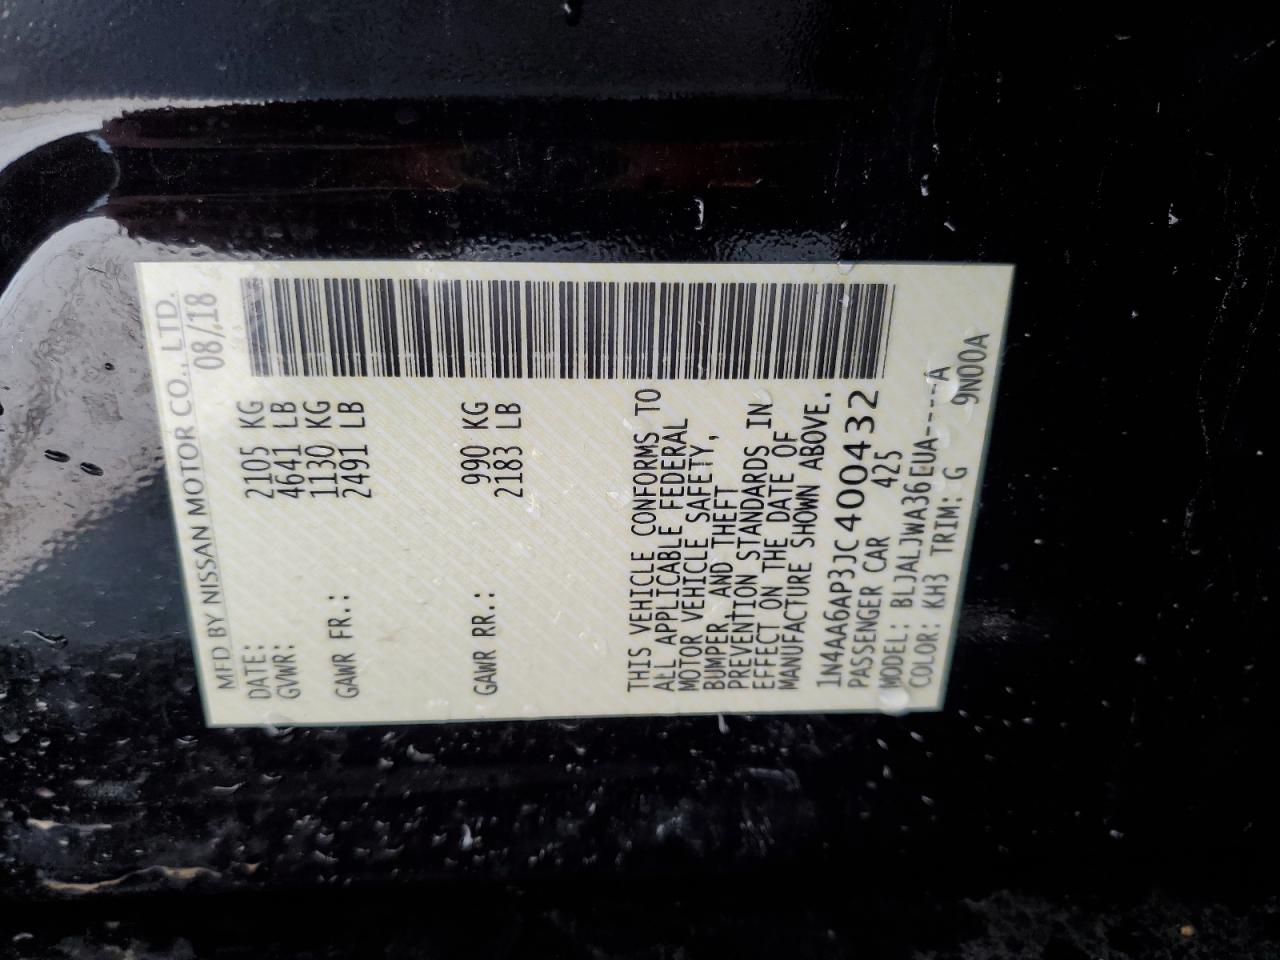 MFD BY NISSAN MOTOR CO., LTD.
DATE: 08/18
GVWR: 2105 KG
4641 LB
GAWR FR.: 1130 KG
2491 LB
GAWR RR.: 990 KG
2183 LB
THIS VEHICLE CONFORMS TO
ALL APPLICABLE FEDERAL
MOTOR VEHICLE SAFETY,
BUMPER, AND THEFT
PREVENTION STANDARDS IN
EFFECT ON THE DATE OF
MANUFACTURE SHOWN ABOVE.
1N4AA6AP3JC400432
PASSENGER CAR 425
MODEL: BLJALJWA36EUA-----A
COLOR: KH3 TRIM: G 9N00A